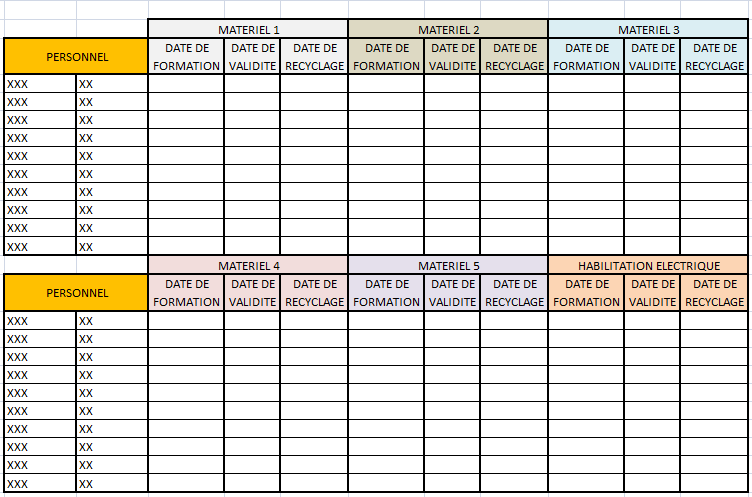 MATERIEL 1 MATERIEL 2 MATERIEL 3
PERSONNEL DATE DE FORMATION DATE DE VALIDITE DATE DE RECYCLAGE DATE DE FORMATION DATE DE VALIDITE DATE DE RECYCLAGE DATE DE FORMATION DATE DE VALIDITE DATE DE RECYCLAGE
XXX XX
XXX XX
XXX XX
XXX XX
XXX XX
XXX XX
XXX XX
XXX XX
XXX XX
XXX XX
MATERIEL 4 MATERIEL 5 HABILITATION ELECTRIQUE
PERSONNEL DATE DE FORMATION DATE DE VALIDITE DATE DE RECYCLAGE DATE DE FORMATION DATE DE VALIDITE DATE DE RECYCLAGE DATE DE FORMATION DATE DE VALIDITE DATE DE RECYCLAGE
XXX XX
XXX XX
XXX XX
XXX XX
XXX XX
XXX XX
XXX XX
XXX XX
XXX XX
XXX XX